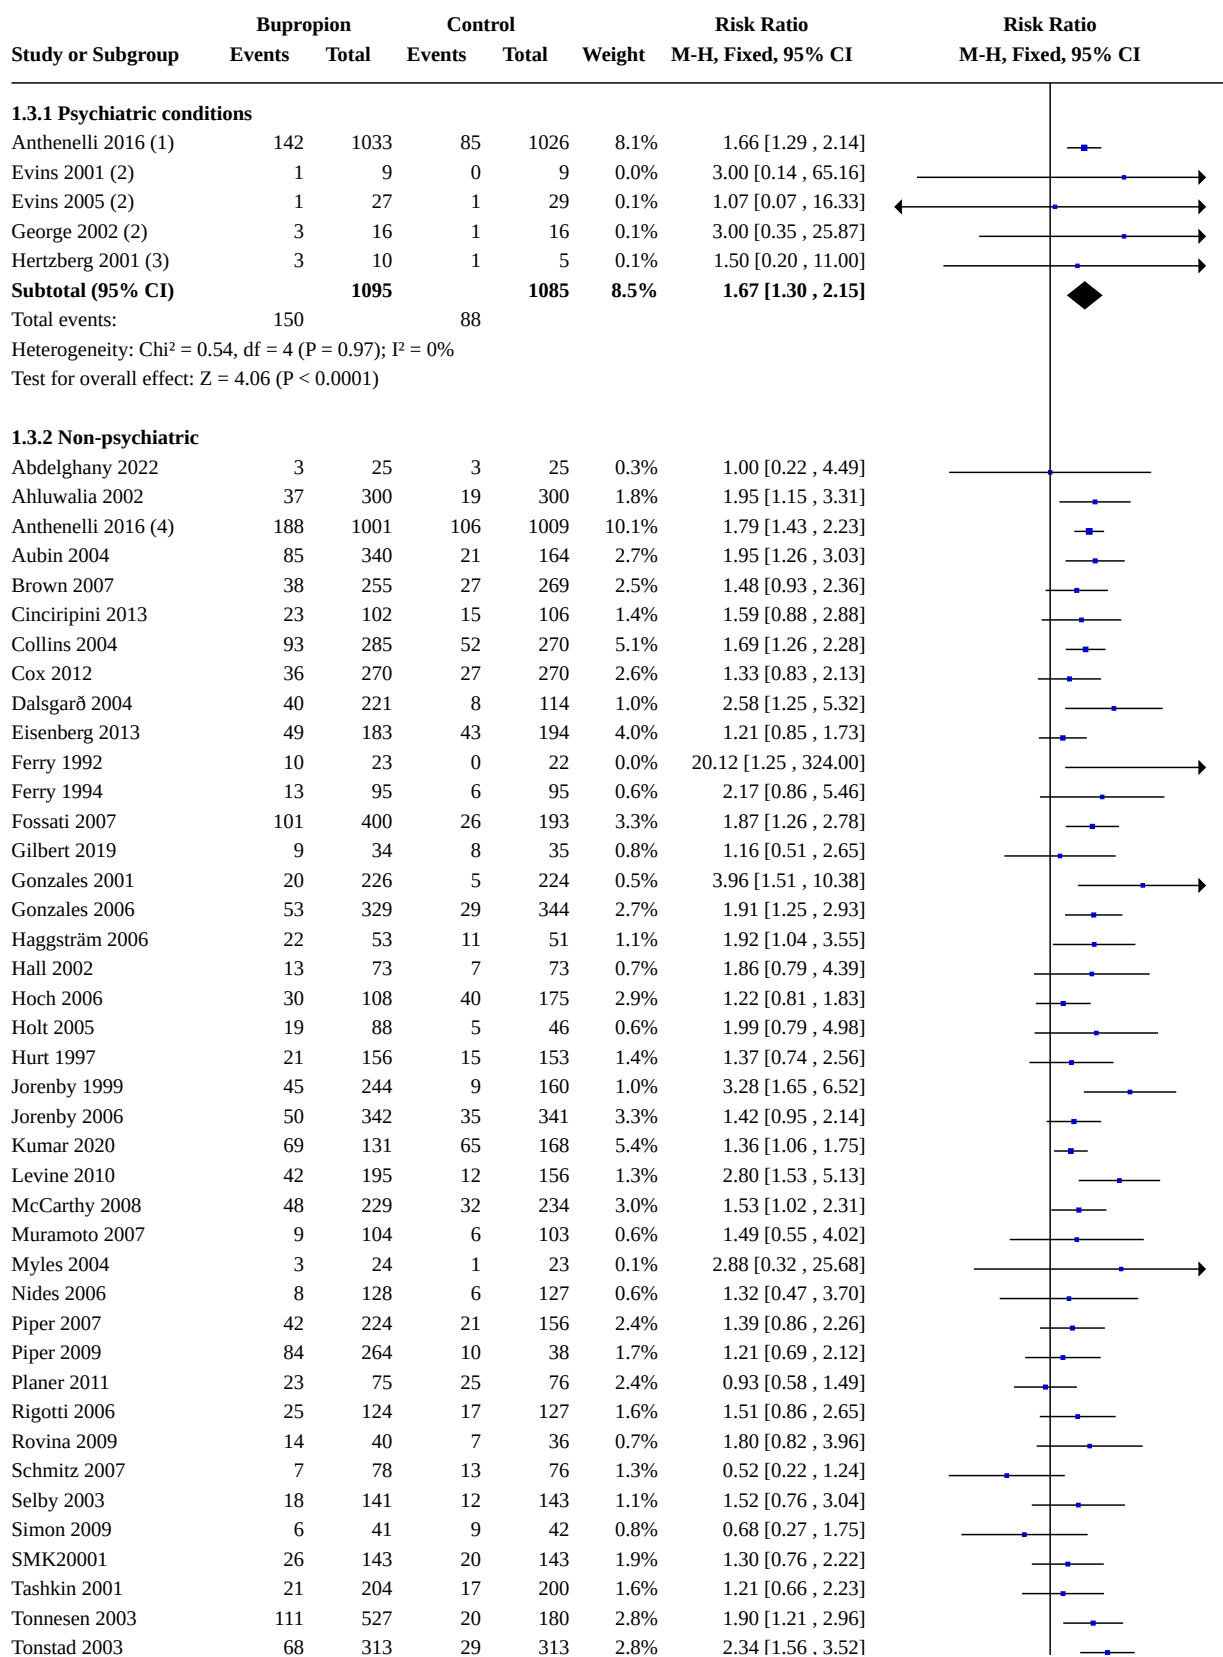 Bupropion Control Risk Ratio Risk Ratio
Study or Subgroup Events Total Events Total Weight M-H, Fixed, 95% CI M-H, Fixed, 95% CI
1.3.1 Psychiatric conditions
Anthenelli 2016 (1) 142 1033 85 1026 8.1% 1.66 [1.29 , 2.14]
Evins 2001 (2) 1 9 0 9 0.0% 3.00 [0.14 , 65.16]
Evins 2005 (2) 1 27 1 29 0.1% 1.07 [0.07 , 16.33]
George 2002 (2) 3 16 1 16 0.1% 3.00 [0.35 , 25.87]
Hertzberg 2001 (3) 3 10 1 5 0.1% 1.50 [0.20 , 11.00]
Subtotal (95% CI) 1095 1085 8.5% 1.67 [1.30 , 2.15]
Total events: 150 88
Heterogeneity: Chi² = 0.54, df = 4 (P = 0.97); I² = 0%
Test for overall effect: Z = 4.06 (P < 0.0001)
1.3.2 Non-psychiatric
Abdelghany 2022 3 25 3 25 0.3% 1.00 [0.22 , 4.49]
Ahluwalia 2002 37 300 19 300 1.8% 1.95 [1.15 , 3.31]
Anthenelli 2016 (4) 188 1001 106 1009 10.1% 1.79 [1.43 , 2.23]
Aubin 2004 85 340 21 164 2.7% 1.95 [1.26 , 3.03]
Brown 2007 38 255 27 269 2.5% 1.48 [0.93 , 2.36]
Cinciripini 2013 23 102 15 106 1.4% 1.59 [0.88 , 2.88]
Collins 2004 93 285 52 270 5.1% 1.69 [1.26 , 2.28]
Cox 2012 36 270 27 270 2.6% 1.33 [0.83 , 2.13]
Dalsgarð 2004 40 221 8 114 1.0% 2.58 [1.25 , 5.32]
Eisenberg 2013 49 183 43 194 4.0% 1.21 [0.85 , 1.73]
Ferry 1992 10 23 0 22 0.0% 20.12 [1.25 , 324.00]
Ferry 1994 13 95 6 95 0.6% 2.17 [0.86 , 5.46]
Fossati 2007 101 400 26 193 3.3% 1.87 [1.26 , 2.78]
Gilbert 2019 9 34 8 35 0.8% 1.16 [0.51 , 2.65]
Gonzales 2001 20 226 5 224 0.5% 3.96 [1.51 , 10.38]
Gonzales 2006 53 329 29 344 2.7% 1.91 [1.25 , 2.93]
Haggsträm 2006 22 53 11 51 1.1% 1.92 [1.04 , 3.55]
Hall 2002 13 73 7 73 0.7% 1.86 [0.79 , 4.39]
Hoch 2006 30 108 40 175 2.9% 1.22 [0.81 , 1.83]
Holt 2005 19 88 5 46 0.6% 1.99 [0.79 , 4.98]
Hurt 1997 21 156 15 153 1.4% 1.37 [0.74 , 2.56]
Jorenby 1999 45 244 9 160 1.0% 3.28 [1.65 , 6.52]
Jorenby 2006 50 342 35 341 3.3% 1.42 [0.95 , 2.14]
Kumar 2020 69 131 65 168 5.4% 1.36 [1.06 , 1.75]
Levine 2010 42 195 12 156 1.3% 2.80 [1.53 , 5.13]
McCarthy 2008 48 229 32 234 3.0% 1.53 [1.02 , 2.31]
Muramoto 2007 9 104 6 103 0.6% 1.49 [0.55 , 4.02]
Myles 2004 3 24 1 23 0.1% 2.88 [0.32 , 25.68]
Nides 2006 8 128 6 127 0.6% 1.32 [0.47 , 3.70]
Piper 2007 42 224 21 156 2.4% 1.39 [0.86 , 2.26]
Piper 2009 84 264 10 38 1.7% 1.21 [0.69 , 2.12]
Planer 2011 23 75 25 76 2.4% 0.93 [0.58 , 1.49]
Rigotti 2006 25 124 17 127 1.6% 1.51 [0.86 , 2.65]
Rovina 2009 14 40 7 36 0.7% 1.80 [0.82 , 3.96]
Schmitz 2007 7 78 13 76 1.3% 0.52 [0.22 , 1.24]
Selby 2003 18 141 12 143 1.1% 1.52 [0.76 , 3.04]
Simon 2009 6 41 9 42 0.8% 0.68 [0.27 , 1.75]
SMK20001 26 143 20 143 1.9% 1.30 [0.76 , 2.22]
Tashkin 2001 21 204 17 200 1.6% 1.21 [0.66 , 2.23]
Tonnesen 2003 111 527 20 180 2.8% 1.90 [1.21 , 2.96]
Tonstad 2003 68 313 29 313 2.8% 2.34 [1.56 , 3.52]